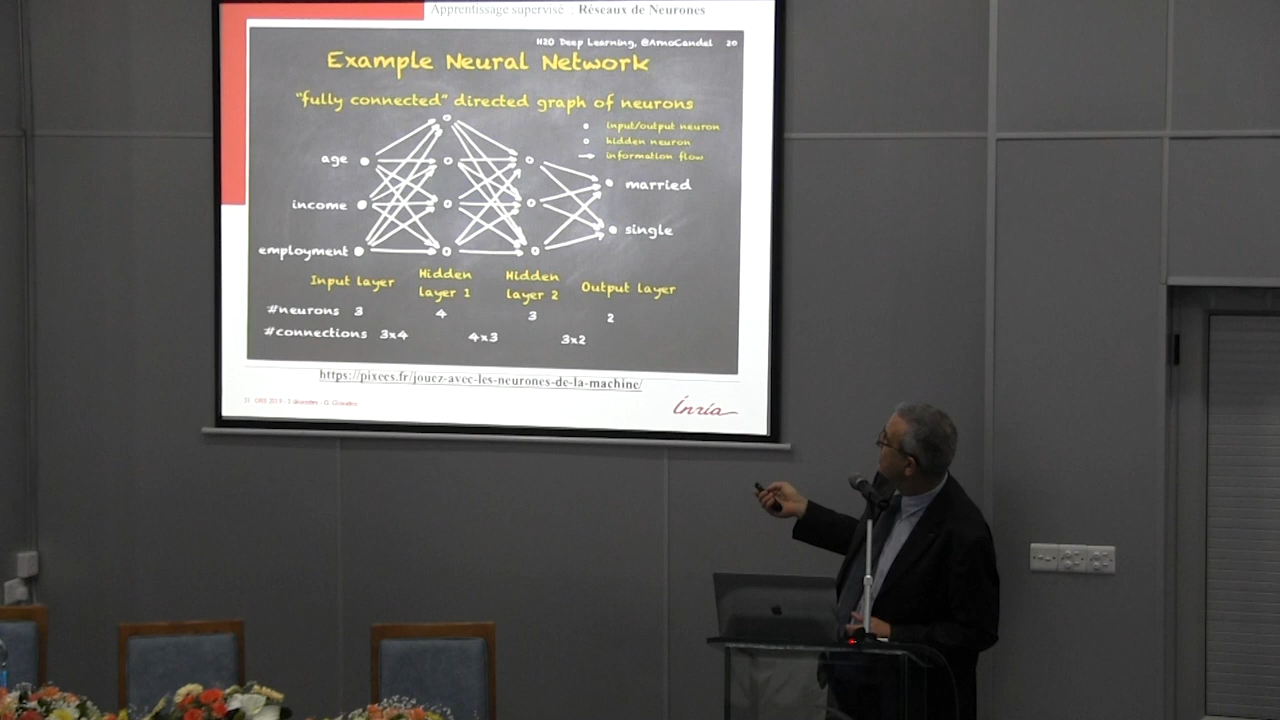 Apprentissage supervisé : Réseaux de Neurones
H2O Deep Learning, @ArnoCandel 20
Example Neural Network
"fully connected" directed graph of neurons
input/output neuron
hidden neuron
information flow
age
income
employment
married
single
Input layer
Hidden layer 1
Hidden layer 2
Output layer
#neurons 3 4 3 2
#connections 3x4 4x3 3x2
https://pixees.fr/jouez-avec-les-neurones-de-la-machine/
Inria